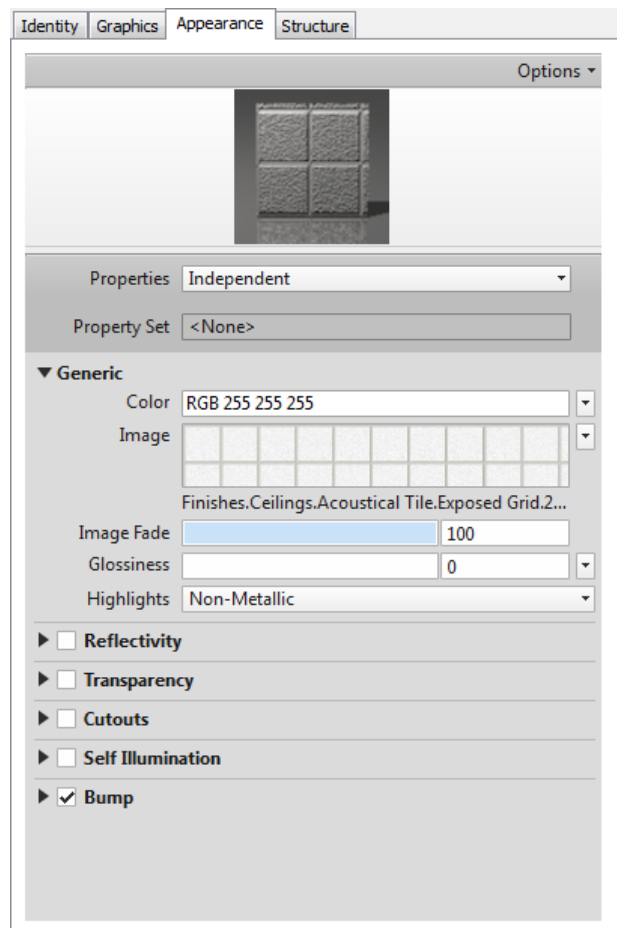 Identity Graphics Appearance Structure
Options
Properties Independent
Property Set <None>
Generic
Color RGB 255 255 255
Image
Finishes.Ceilings.Acoustical Tile.Exposed Grid.2...
Image Fade 100
Glossiness 0
Highlights Non-Metallic
Reflectivity
Transparency
Cutouts
Self Illumination
Bump